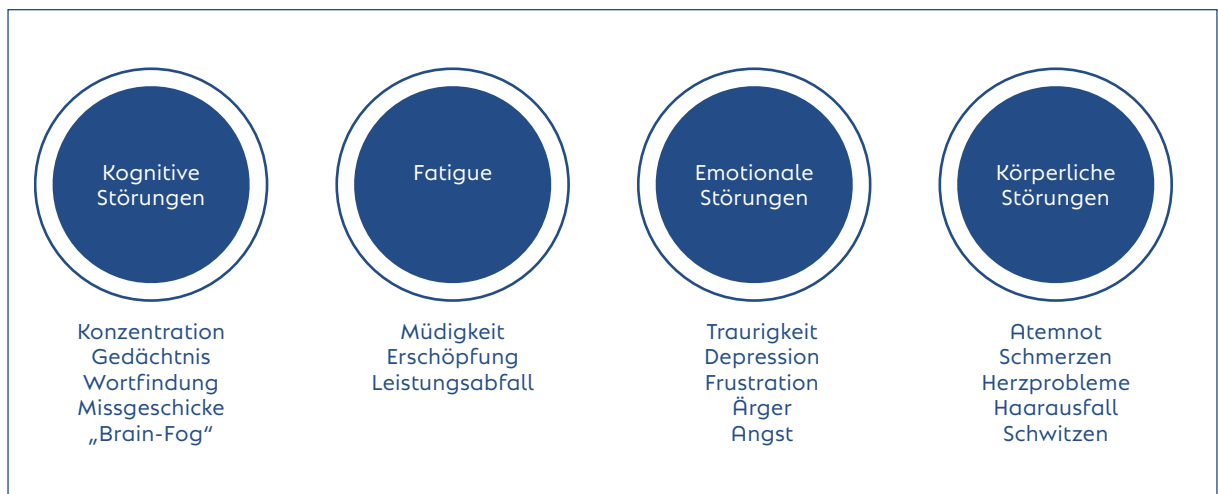 Kognitive
Störungen
Konzentration
Gedächtnis
Wortfindung
Missgeschicke
„Brain-Fog“
Fatigue
Müdigkeit
Erschöpfung
Leistungsabfall
Emotionale
Störungen
Traurigkeit
Depression
Frustration
Ärger
Angst
Körperliche
Störungen
Atemnot
Schmerzen
Herzprobleme
Haarausfall
Schwitzen